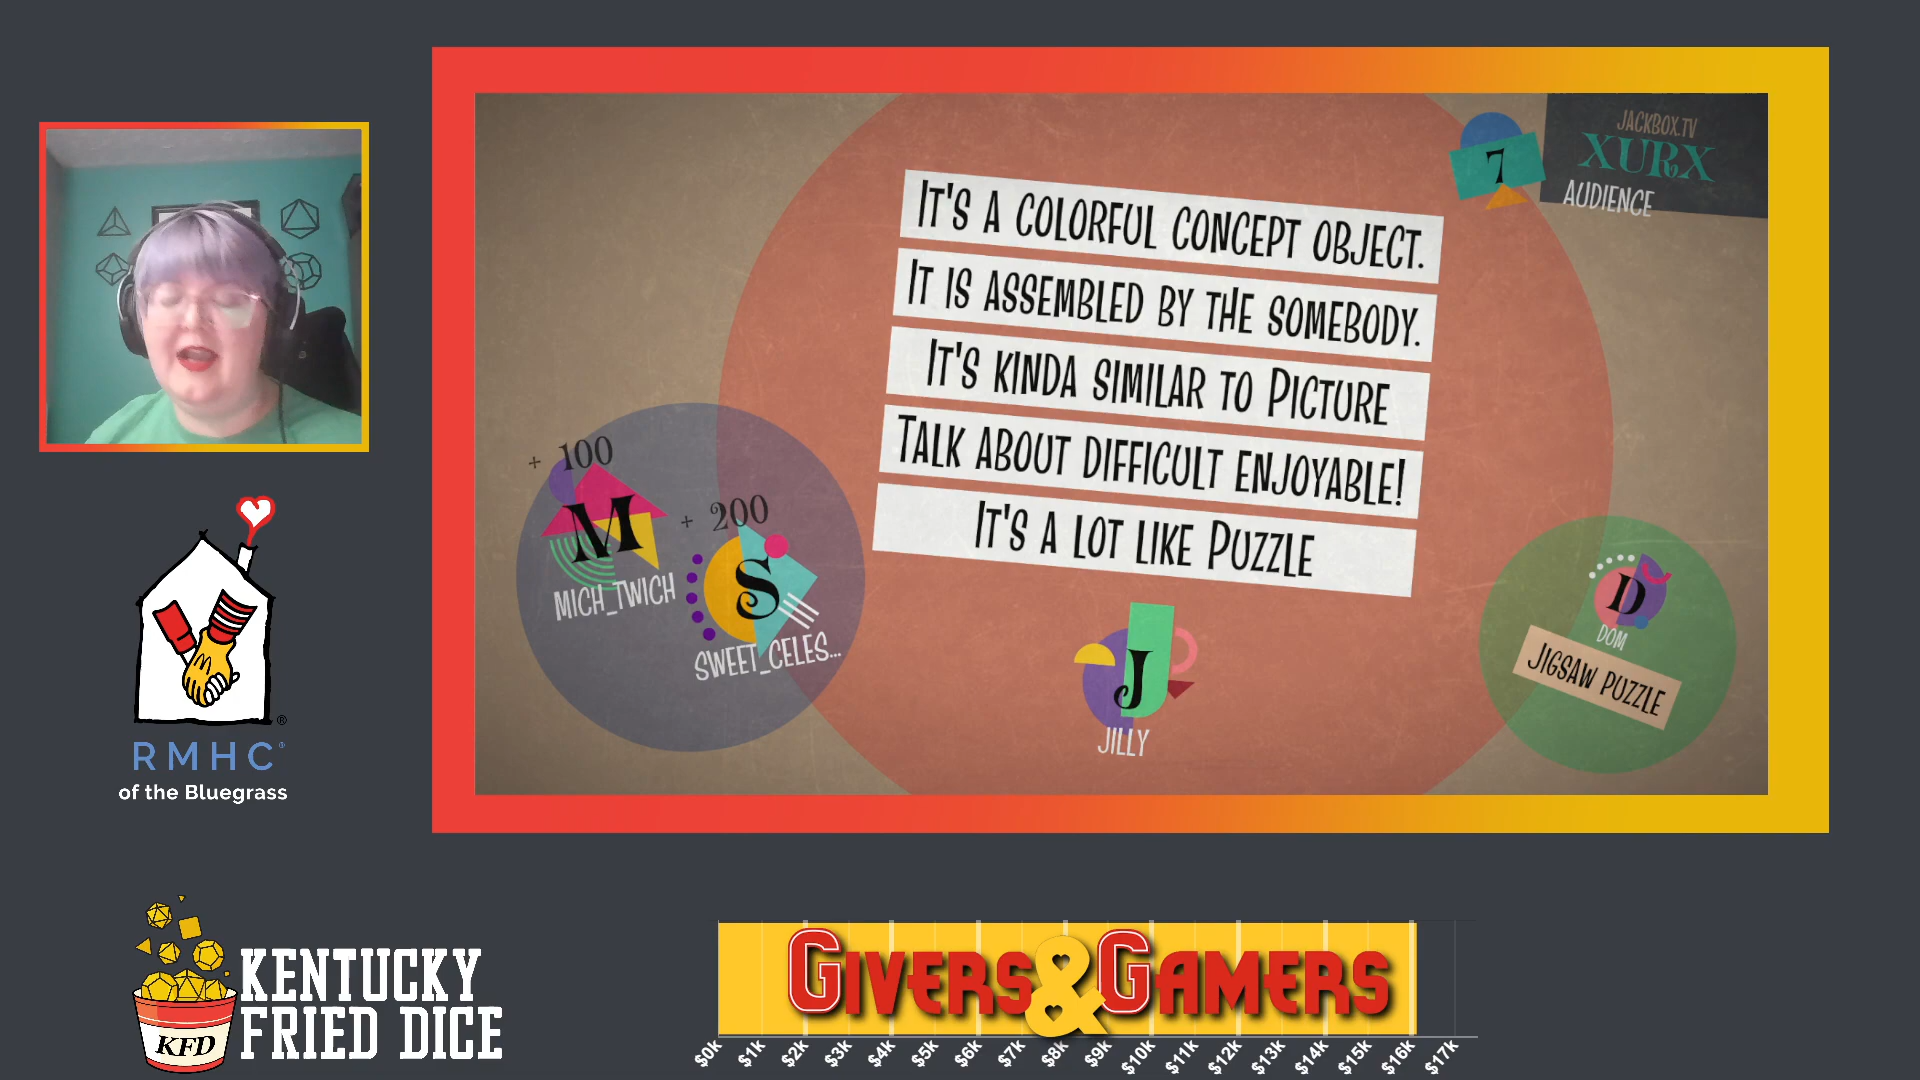 IT'S A COLORFUL CONCEPT OBJECT.
IT IS ASSEMBLED BY THE SOMEBODY.
IT'S KINDA SIMILAR TO PICTURE
TALK ABOUT DIFFICULT ENJOYABLE!
IT'S A LOT LIKE PUZZLE
7
JACKBOX.TV
XURX
AUDIENCE
+ 100
M
MICH_TWICH
+ 200
S
SWEET_CELES...
J
JILLY
D
DOM
JIGSAW PUZZLE
RMHC®
of the Bluegrass
KFD
KENTUCKY
FRIED DICE
GIVERS & GAMERS
$0k $1k $2k $3k $4k $5k $6k $7k $8k $9k $10k $11k $12k $13k $14k $15k $16k $17k